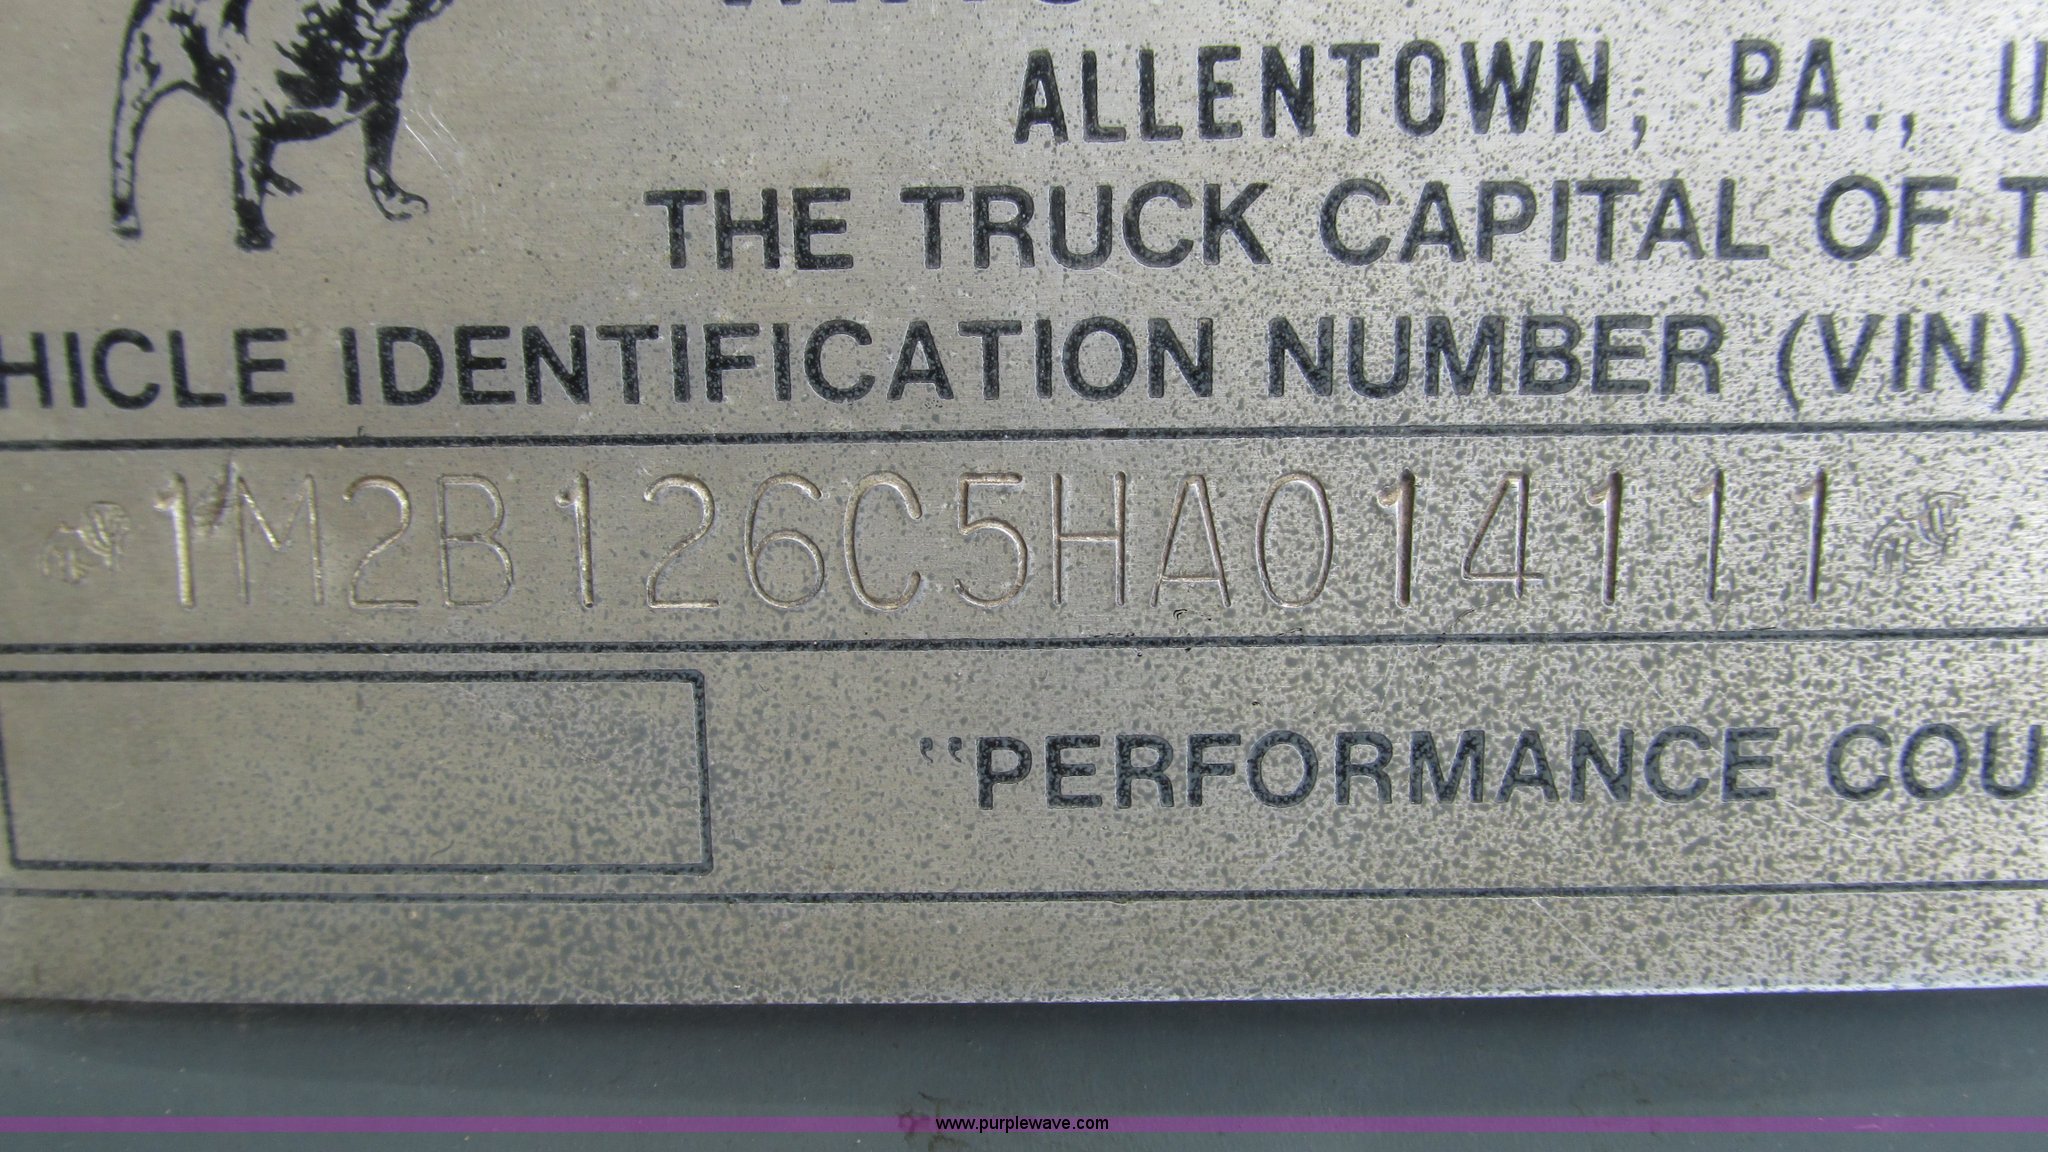 ALLENTOWN, PA., U
THE TRUCK CAPITAL OF T
HICLE IDENTIFICATION NUMBER (VIN)
1M2B126C5HA014111
"PERFORMANCE COU
www.purplewave.com